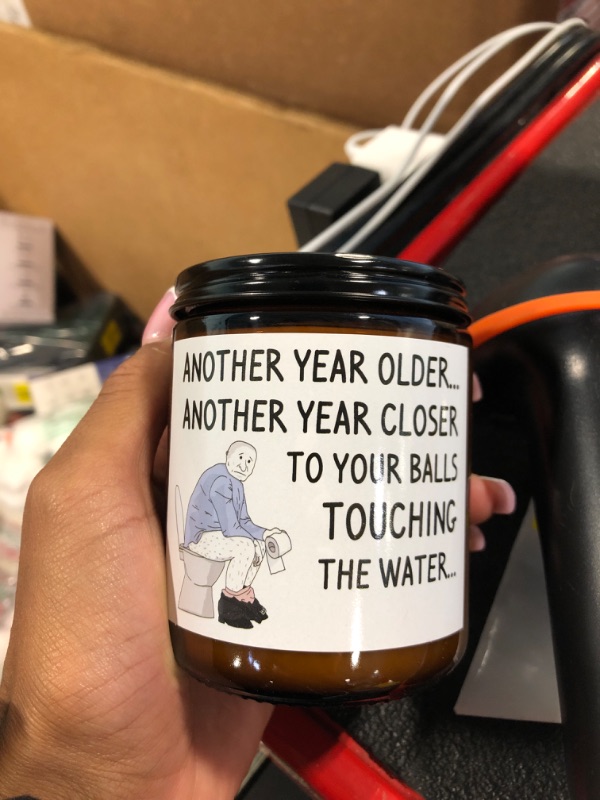 ANOTHER YEAR OLDER...
ANOTHER YEAR CLOSER
TO YOUR BALLS
TOUCHING
THE WATER...